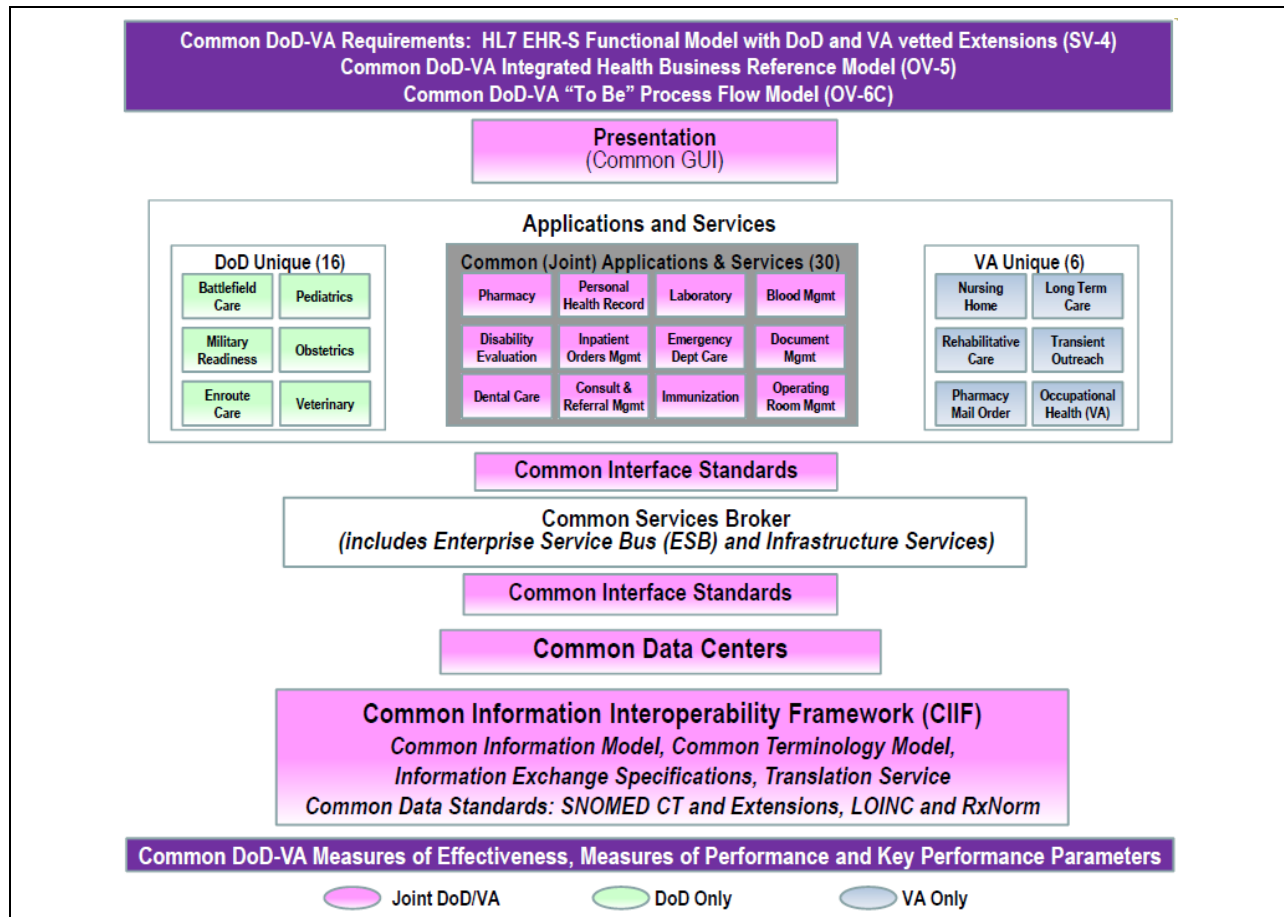 Common DoD-VA Requirements: HL7 EHR-S Functional Model with DoD and VA vetted Extensions (SV-4)
Common DoD-VA Integrated Health Business Reference Model (OV-5)
Common DoD-VA “To Be” Process Flow Model (OV-6C)
Presentation
(Common GUI)
Applications and Services
DoD Unique (16)
Battlefield
Care
Pediatrics
Military
Readiness
Obstetrics
Enroute
Care
Veterinary
Common (Joint) Applications & Services (30)
Pharmacy
Personal
Health Record
Laboratory
Blood Mgmt
Disability
Evaluation
Inpatient
Orders Mgmt
Emergency
Dept Care
Document
Mgmt
Dental Care
Consult &
Referral Mgmt
Immunization
Operating
Room Mgmt
VA Unique (6)
Nursing
Home
Long Term
Care
Rehabilitative
Care
Transient
Outreach
Pharmacy
Mail Order
Occupational
Health (VA)
Common Interface Standards
Common Services Broker
(includes Enterprise Service Bus (ESB) and Infrastructure Services)
Common Interface Standards
Common Data Centers
Common Information Interoperability Framework (CIIF)
Common Information Model, Common Terminology Model,
Information Exchange Specifications, Translation Service
Common Data Standards: SNOMED CT and Extensions, LOINC and RxNorm
Common DoD-VA Measures of Effectiveness, Measures of Performance and Key Performance Parameters
Joint DoD/VA
DoD Only
VA Only